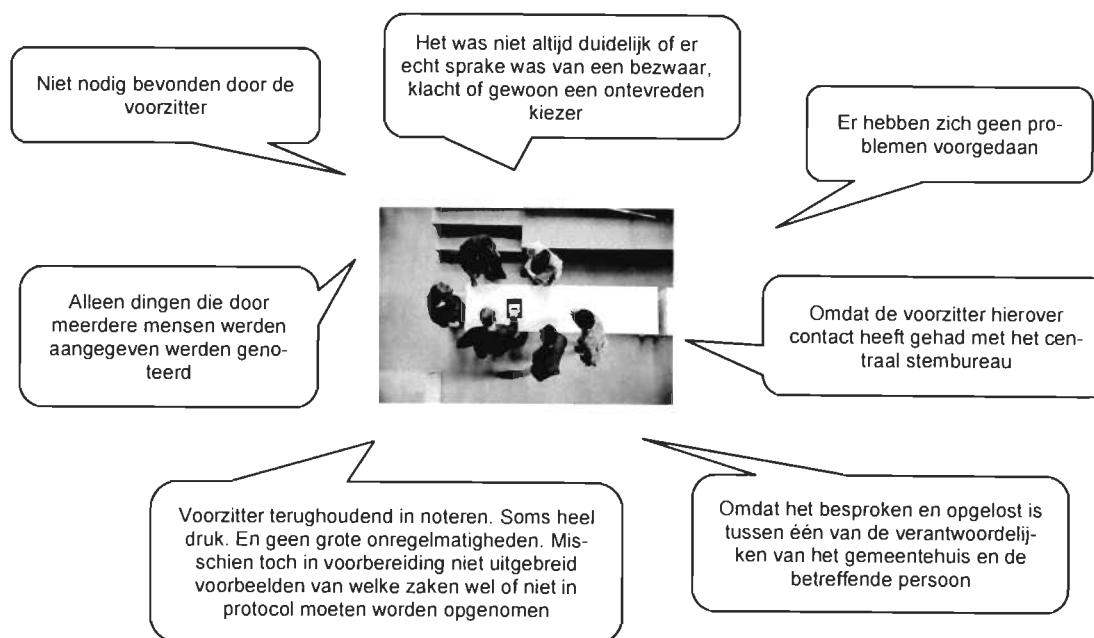 Het was niet altijd duidelijk of er
echt sprake was van een bezwaar,
klacht of gewoon een ontevreden
kiezer
Niet nodig bevonden door de
voorzitter
Er hebben zich geen pro-
blemen voorgedaan
Alleen dingen die door
meerdere mensen werden
aangegeven werden geno-
teerd
Omdat de voorzitter hierover
contact heeft gehad met het cen-
traal stembureau
Voorzitter terughoudend in noteren. Soms heel
druk. En geen grote onregelmatigheden. Mis-
schien toch in voorbereiding niet uitgebreid
voorbeelden van welke zaken wel of niet in
protocol moeten worden opgenomen
Omdat het besproken en opgelost is
tussen één van de verantwoordelij-
ken van het gemeentehuis en de
betreffende persoon